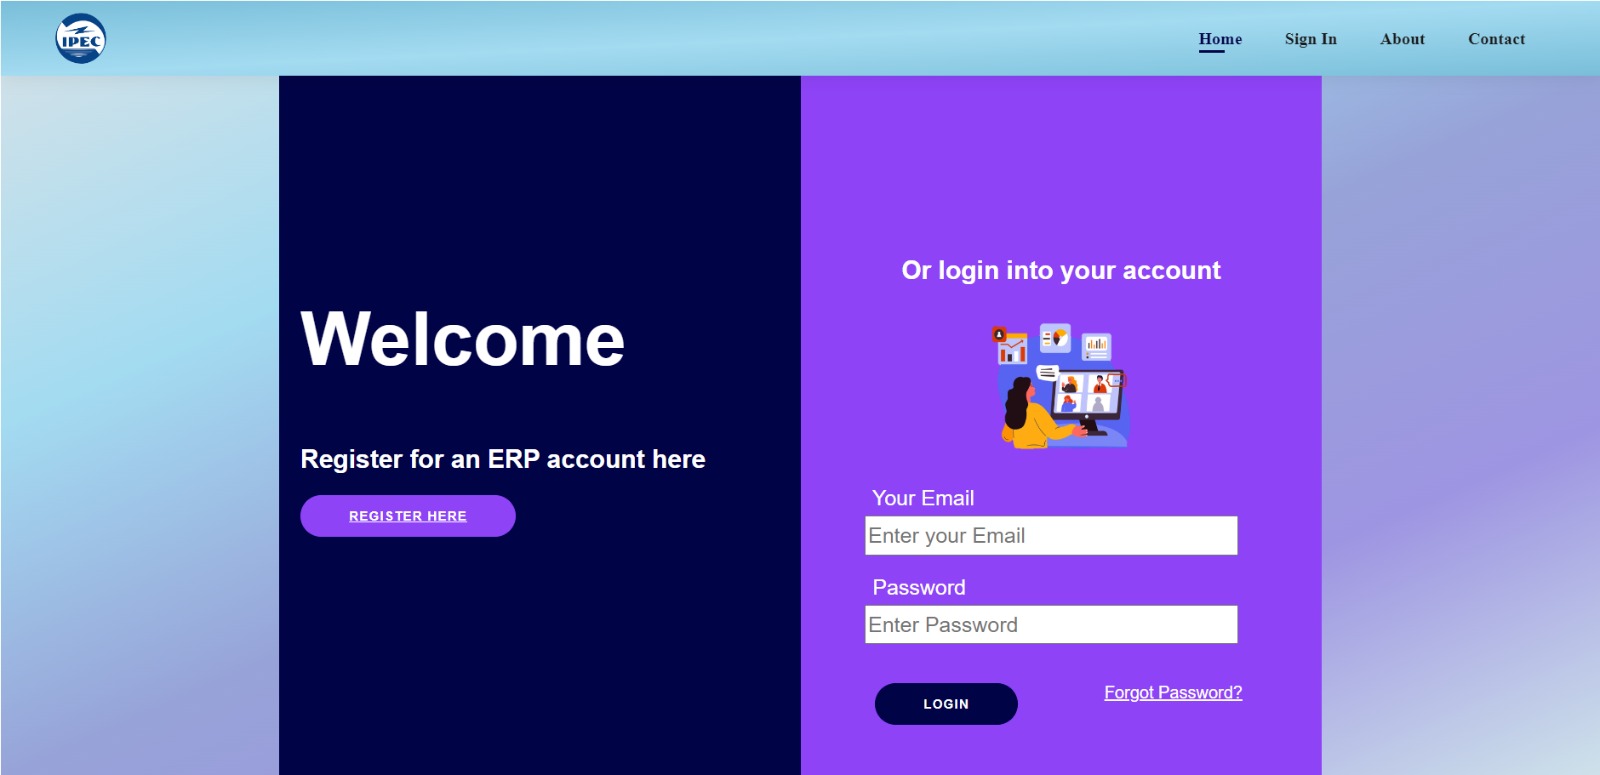 IPEC
Home Sign In About Contact
Welcome
Register for an ERP account here
REGISTER HERE
Or login into your account
Your Email
Enter your Email
Password
Enter Password
LOGIN Forgot Password?